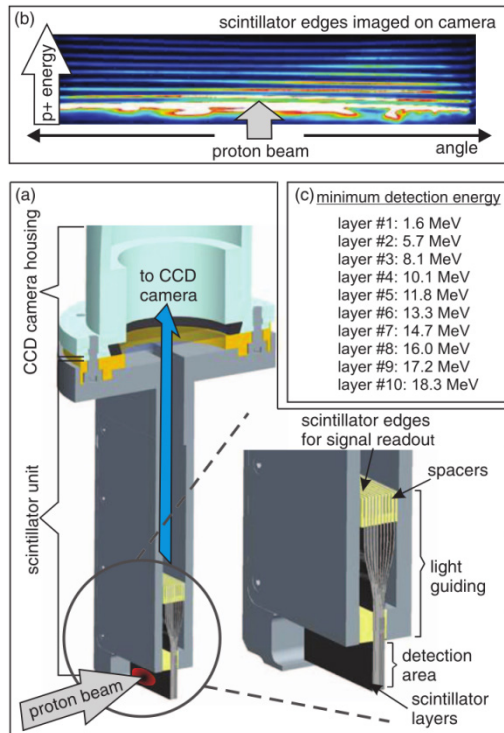 (b)
scintillator edges imaged on camera
p+ energy
proton beam
angle
(a)
CCD camera housing
scintillator unit
to CCD
camera
proton beam
(c) minimum detection energy
layer #1: 1.6 MeV
layer #2: 5.7 MeV
layer #3: 8.1 MeV
layer #4: 10.1 MeV
layer #5: 11.8 MeV
layer #6: 13.3 MeV
layer #7: 14.7 MeV
layer #8: 16.0 MeV
layer #9: 17.2 MeV
layer #10: 18.3 MeV
scintillator edges
for signal readout
spacers
light
guiding
detection
area
scintillator
layers